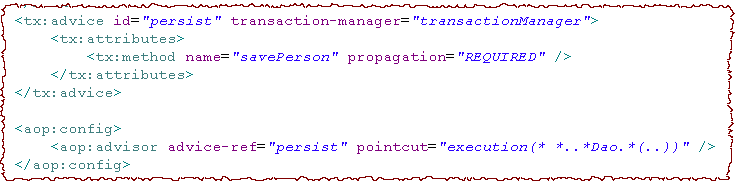 <tx:advice id="persist" transaction-manager="transactionManager">
<tx:attributes>
<tx:method name="savePerson" propagation="REQUIRED" />
</tx:attributes>
</tx:advice>
<aop:config>
<aop:advisor advice-ref="persist" pointcut="execution(* *..*Dao.*(..))" />
</aop:config>